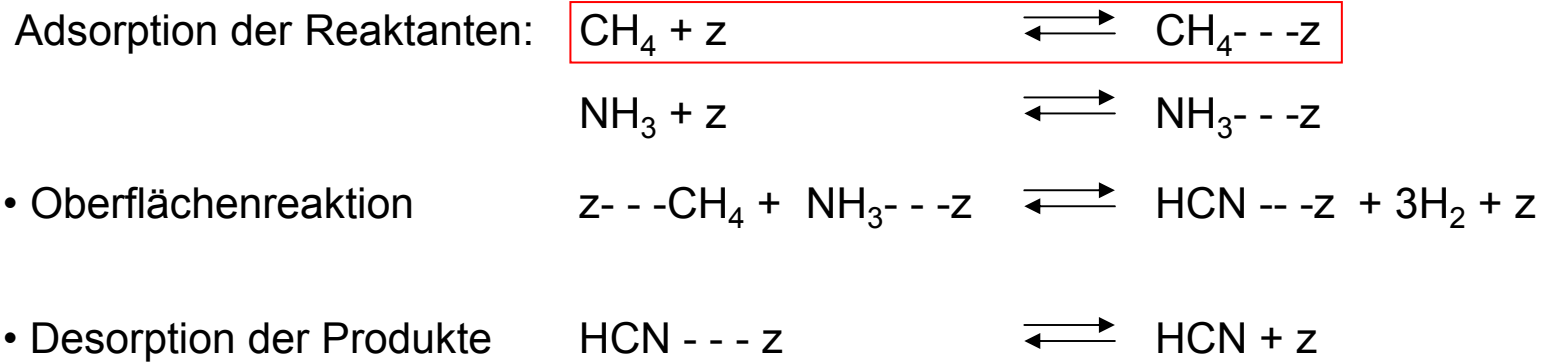 Adsorption der Reaktanten: CH₄ + z ⇌ CH₄- - -z
NH₃ + z ⇌ NH₃- - -z
• Oberflächenreaktion z- - -CH₄ + NH₃- - -z ⇌ HCN -- -z + 3H₂ + z
• Desorption der Produkte HCN - - - z ⇌ HCN + z